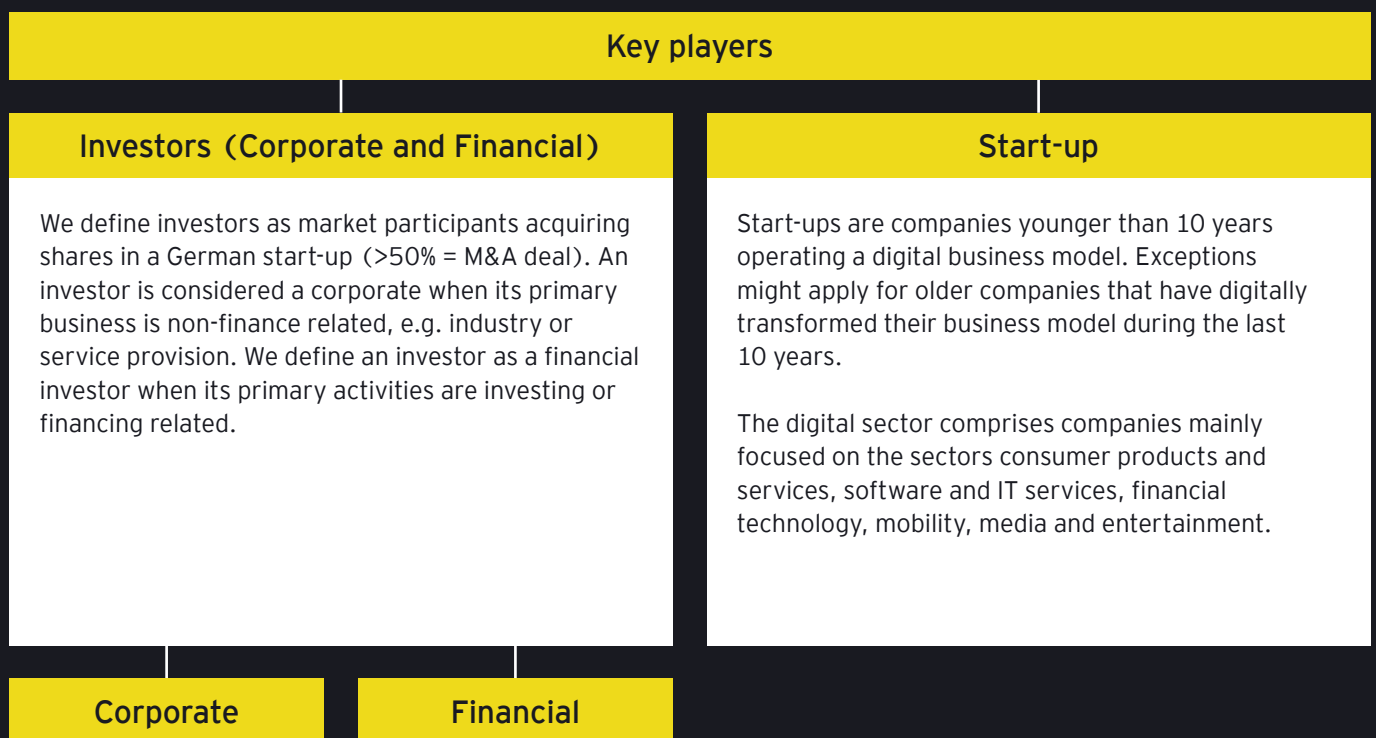 Key players
Investors (Corporate and Financial)
We define investors as market participants acquiring
shares in a German start-up (>50% = M&A deal). An
investor is considered a corporate when its primary
business is non-finance related, e.g. industry or
service provision. We define an investor as a financial
investor when its primary activities are investing or
financing related.
Start-up
Start-ups are companies younger than 10 years
operating a digital business model. Exceptions
might apply for older companies that have digitally
transformed their business model during the last
10 years.
The digital sector comprises companies mainly
focused on the sectors consumer products and
services, software and IT services, financial
technology, mobility, media and entertainment.
Corporate
Financial